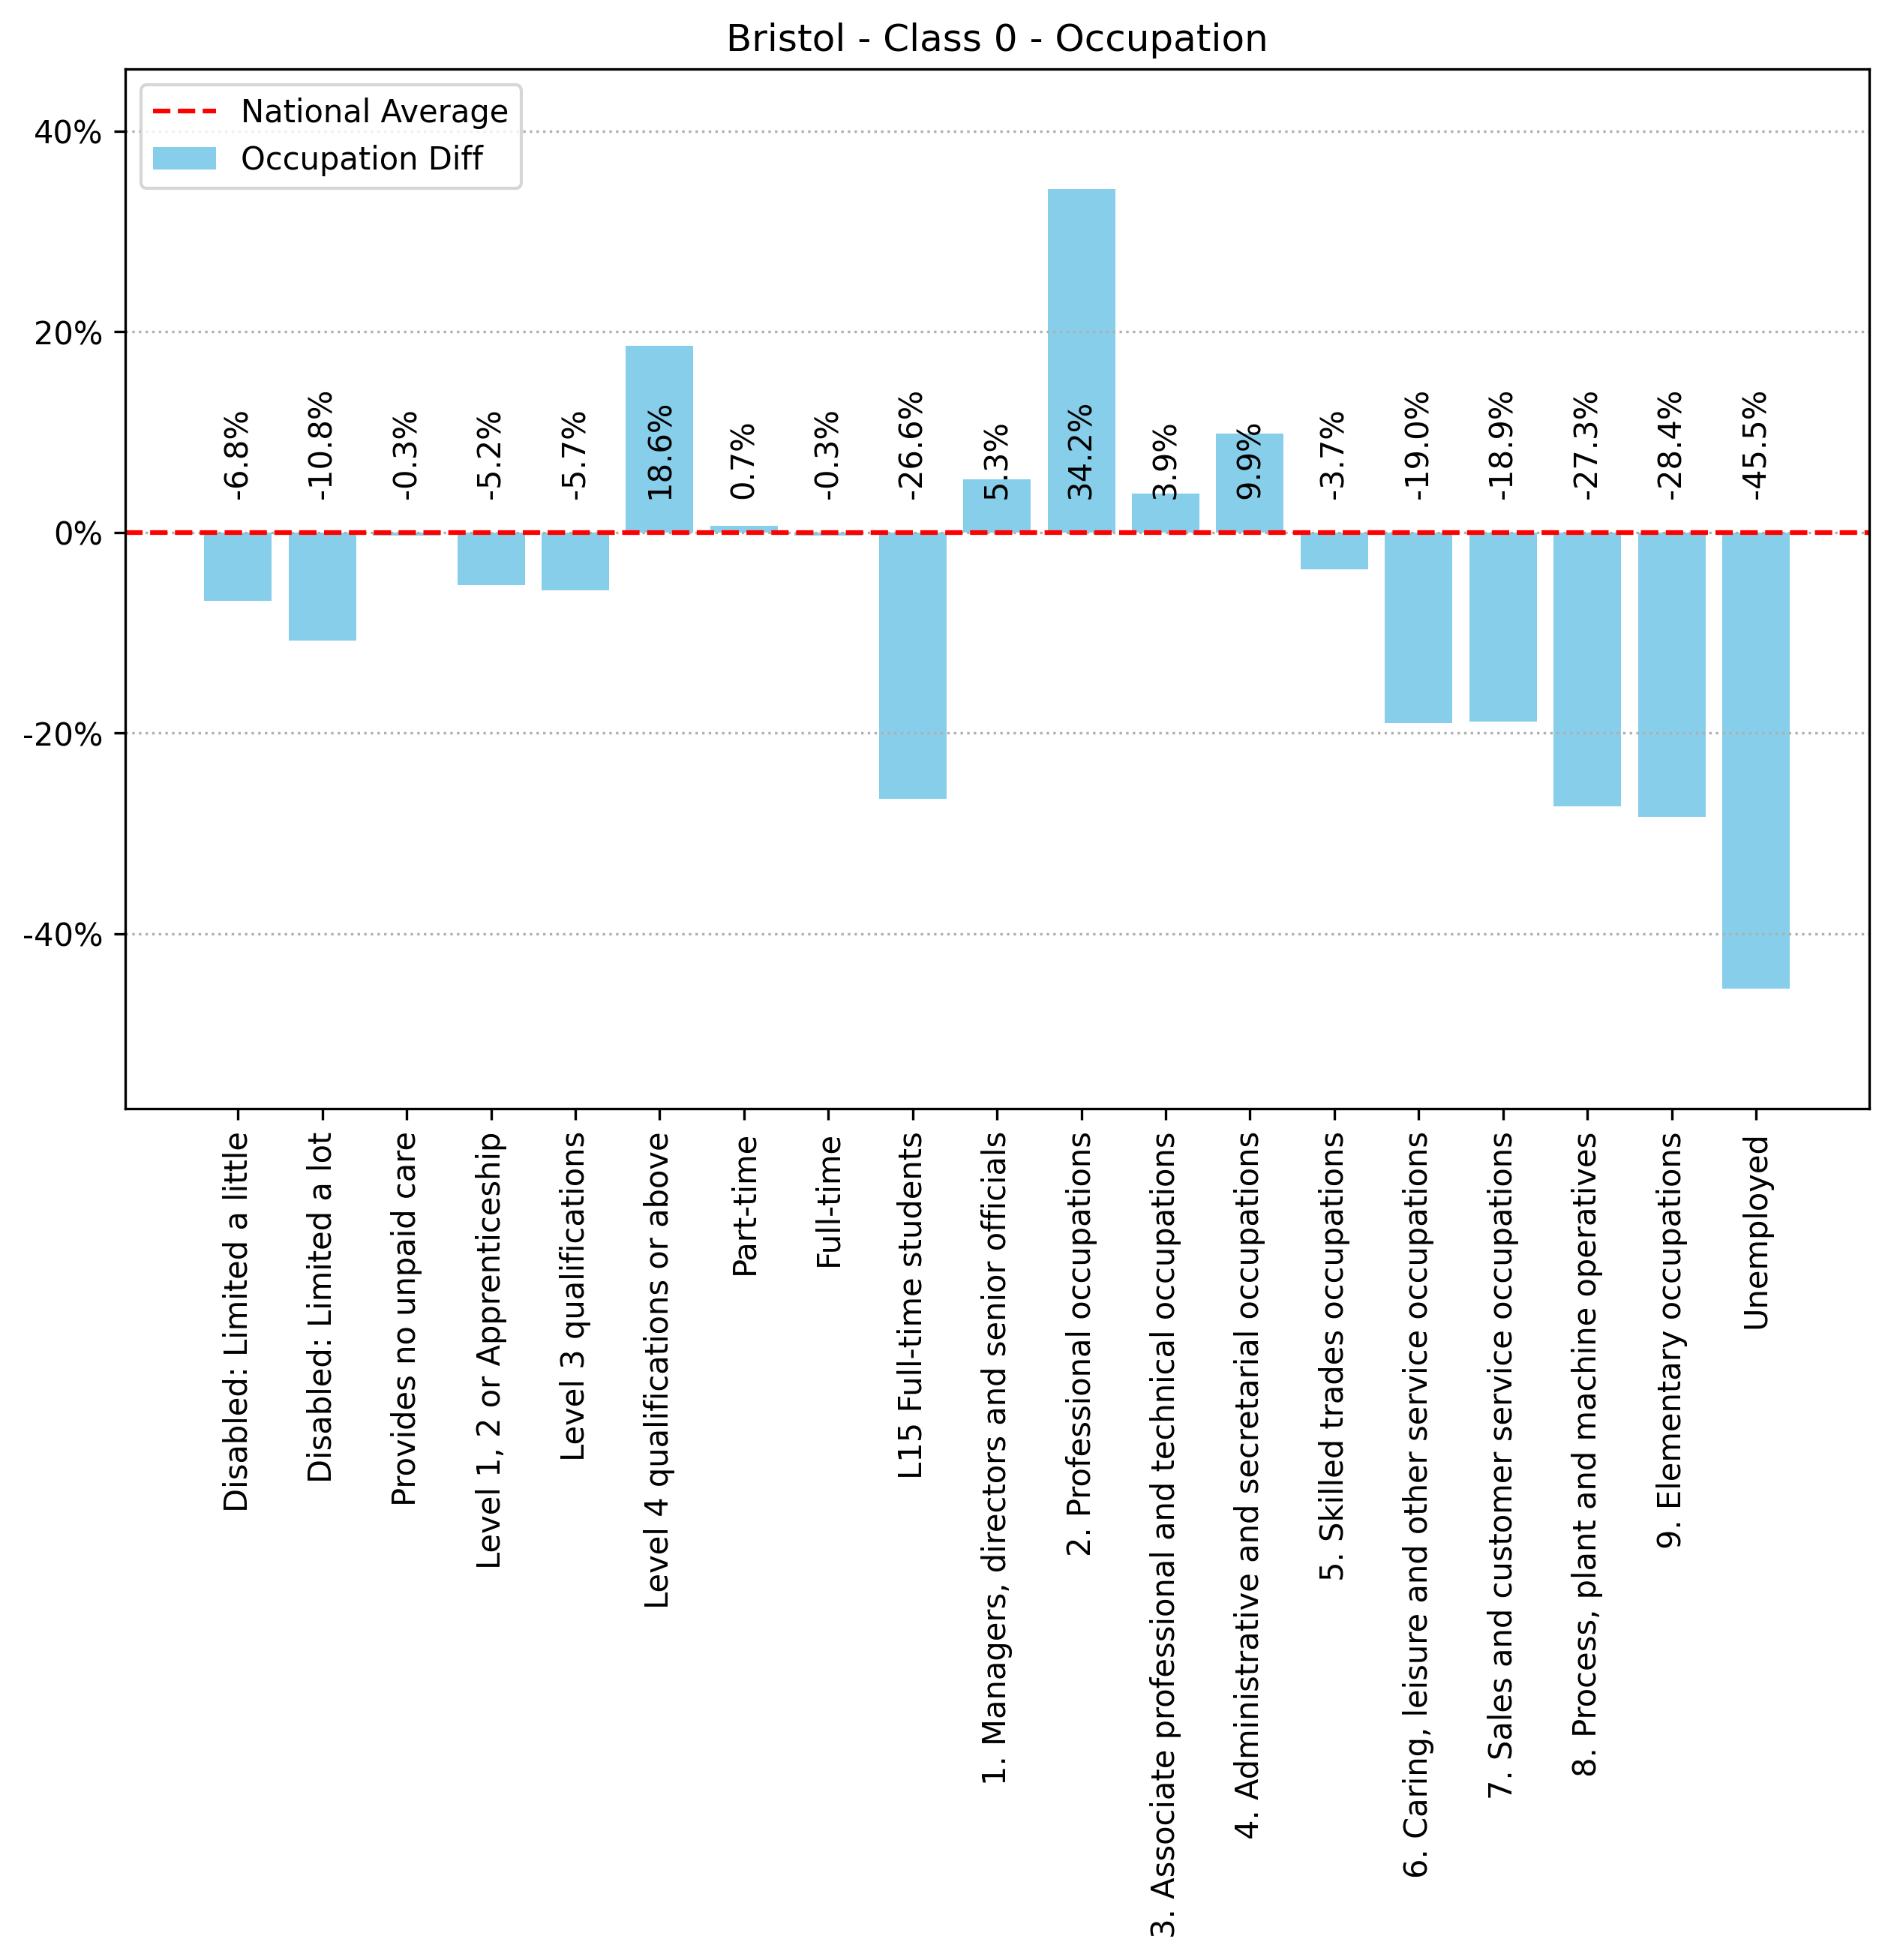 Bristol - Class 0 - Occupation
National Average
Occupation Diff
40%
20%
0%
-20%
-40%
-6.8%
-10.8%
-0.3%
-5.2%
-5.7%
18.6%
0.7%
-0.3%
-26.6%
5.3%
34.2%
3.9%
9.9%
-3.7%
-19.0%
-18.9%
-27.3%
-28.4%
-45.5%
Disabled: Limited a little
Disabled: Limited a lot
Provides no unpaid care
Level 1, 2 or Apprenticeship
Level 3 qualifications
Level 4 qualifications or above
Part-time
Full-time
L15 Full-time students
1. Managers, directors and senior officials
2. Professional occupations
3. Associate professional and technical occupations
4. Administrative and secretarial occupations
5. Skilled trades occupations
6. Caring, leisure and other service occupations
7. Sales and customer service occupations
8. Process, plant and machine operatives
9. Elementary occupations
Unemployed